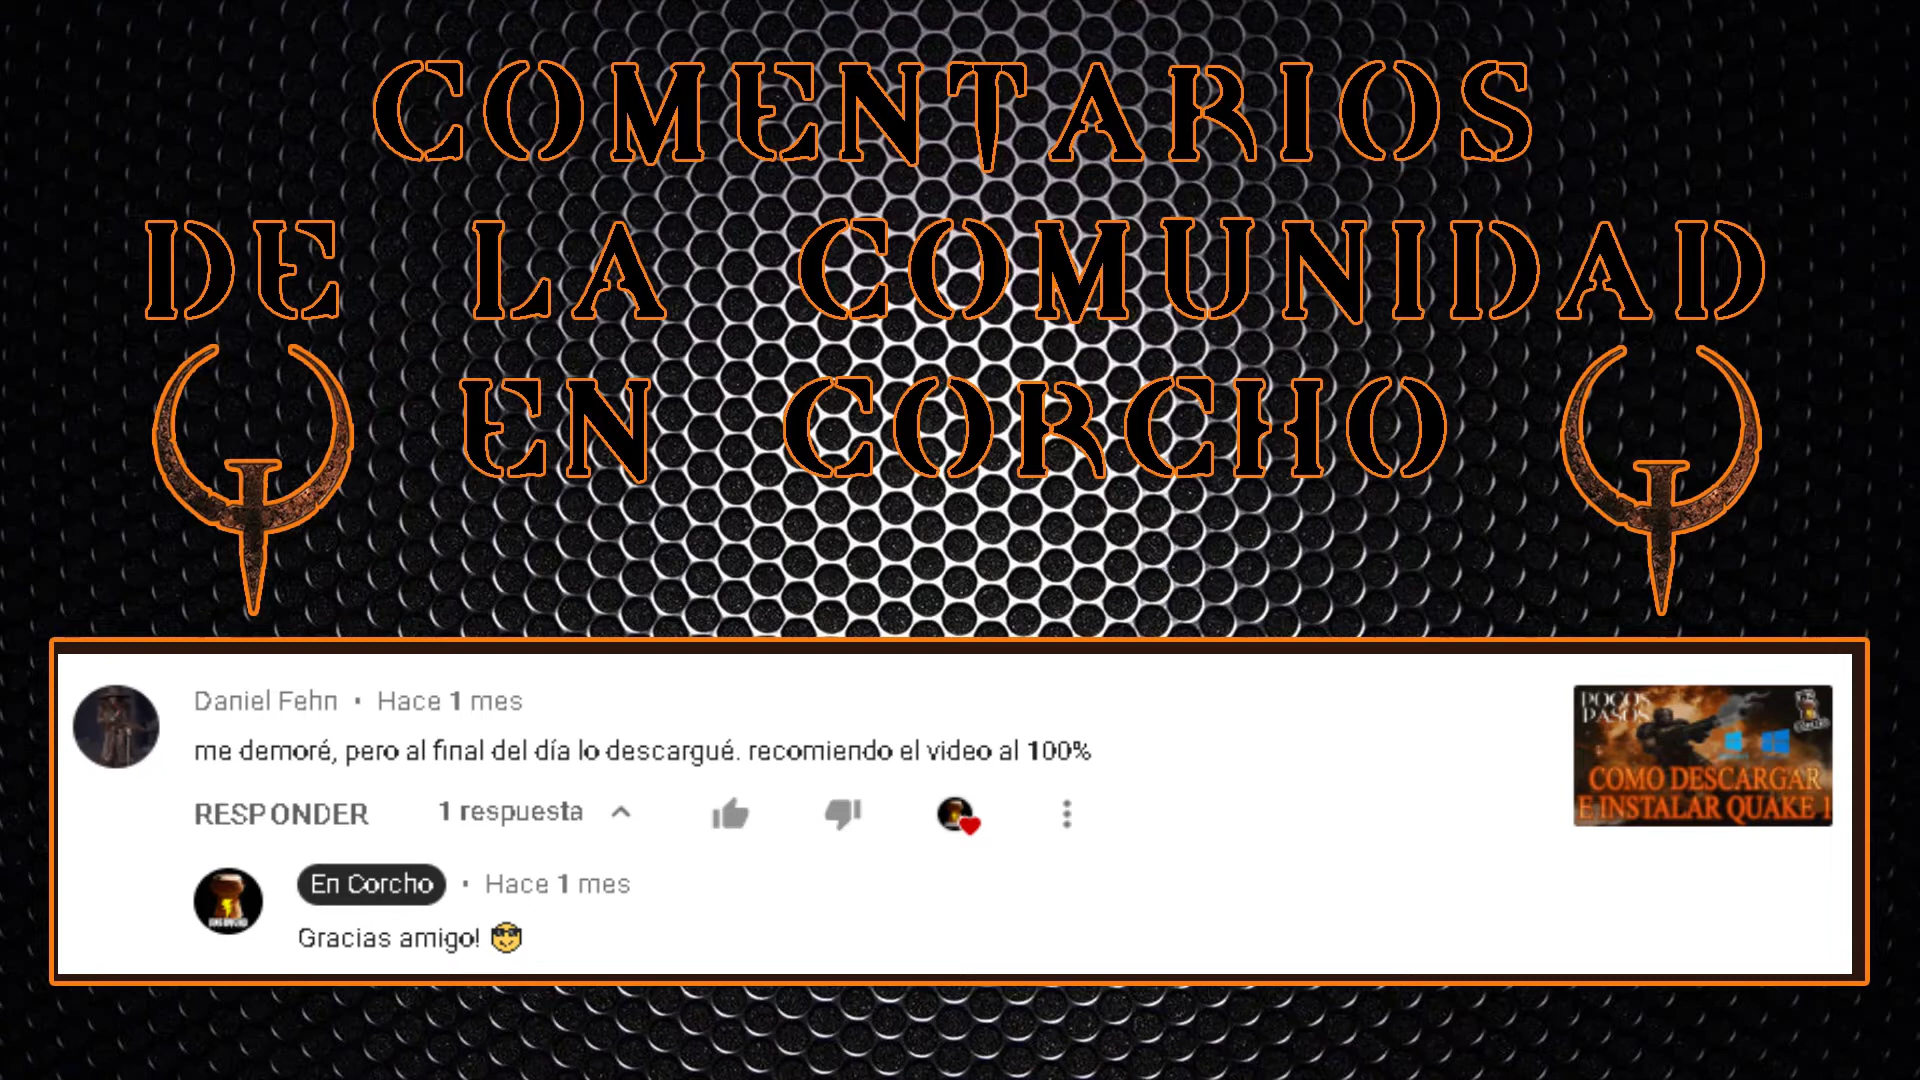 COMENTARIOS
DE LA COMUNIDAD
EN CORCHO
Daniel Fehn • Hace 1 mes
me demoré, pero al final del día lo descargué. recomiendo el video al 100%
RESPONDER 1 respuesta
POCOS
PASOS
COMO DESCARGAR
E INSTALAR QUAKE 1
En Corcho • Hace 1 mes
Gracias amigo! 😎